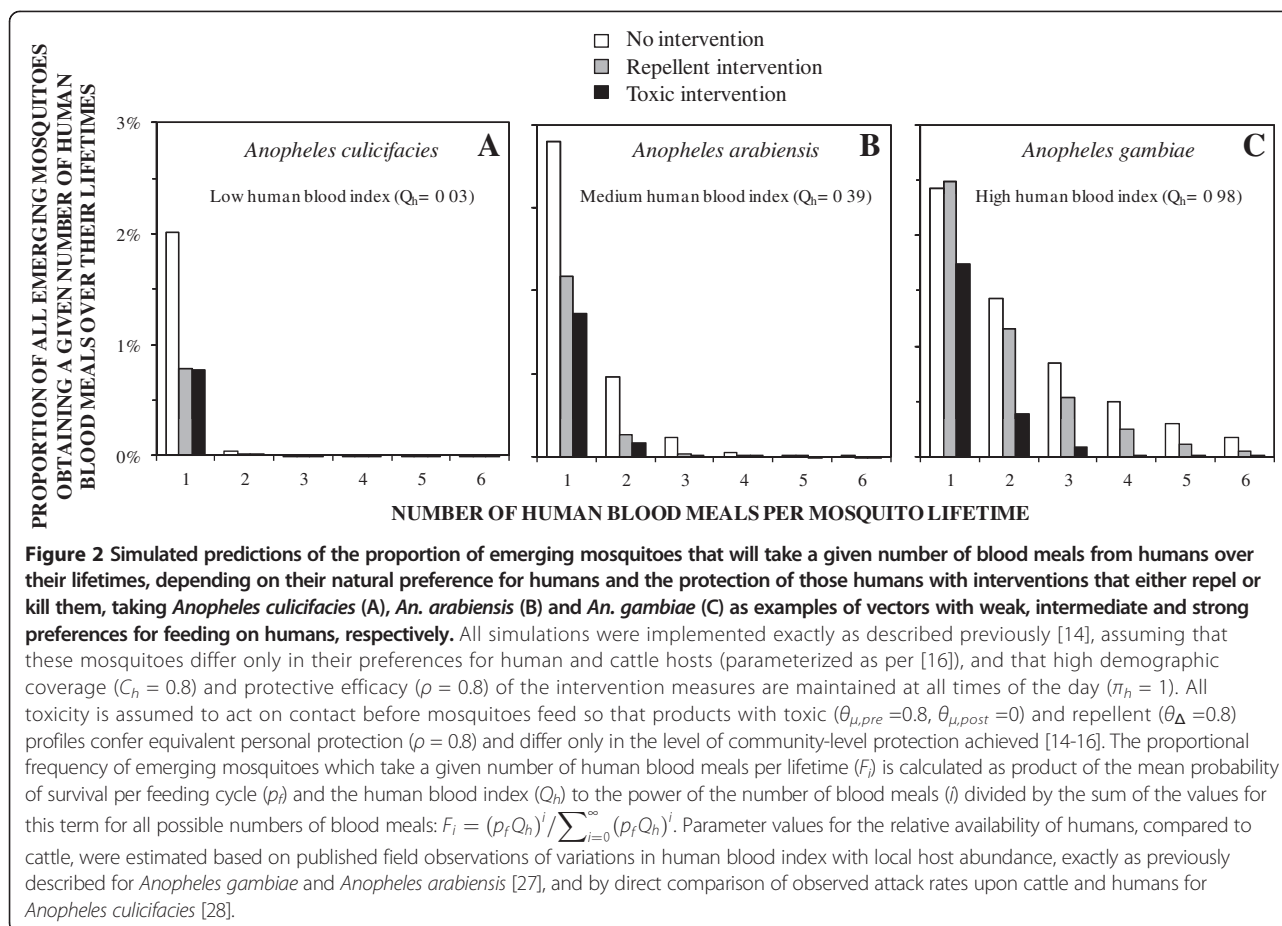 No intervention
Repellent intervention
Toxic intervention
PROPORTION OF ALL EMERGING MOSQUITOES
OBTAINING A GIVEN NUMBER OF HUMAN
BLOOD MEALS OVER THEIR LIFETIMES
3%
2%
1%
0%
Anopheles culicifacies A
Low human blood index (Qh= 0 03)
1 2 3 4 5 6
Anopheles arabiensis B
Medium human blood index (Qh= 0 39)
1 2 3 4 5 6
Anopheles gambiae C
High human blood index (Qh= 0 98)
1 2 3 4 5 6
NUMBER OF HUMAN BLOOD MEALS PER MOSQUITO LIFETIME
Figure 2 Simulated predictions of the proportion of emerging mosquitoes that will take a given number of blood meals from humans over
their lifetimes, depending on their natural preference for humans and the protection of those humans with interventions that either repel or
kill them, taking Anopheles culicifacies (A), An. arabiensis (B) and An. gambiae (C) as examples of vectors with weak, intermediate and strong
preferences for feeding on humans, respectively. All simulations were implemented exactly as described previously [14], assuming that
these mosquitoes differ only in their preferences for human and cattle hosts (parameterized as per [16]), and that high demographic
coverage (Ch = 0.8) and protective efficacy (ρ = 0.8) of the intervention measures are maintained at all times of the day (πh = 1). All
toxicity is assumed to act on contact before mosquitoes feed so that products with toxic (θμ,pre =0.8, θμ,post =0) and repellent (θΔ =0.8)
profiles confer equivalent personal protection (ρ = 0.8) and differ only in the level of community-level protection achieved [14-16]. The proportional
frequency of emerging mosquitoes which take a given number of human blood meals per lifetime (Fi) is calculated as product of the mean probability
of survival per feeding cycle (pf) and the human blood index (Qh) to the power of the number of blood meals (i) divided by the sum of the values for
this term for all possible numbers of blood meals: Fi = (pfQh)^i/∑_{i=0}^∞(pfQh)^i. Parameter values for the relative availability of humans, compared to
cattle, were estimated based on published field observations of variations in human blood index with local host abundance, exactly as previously
described for Anopheles gambiae and Anopheles arabiensis [27], and by direct comparison of observed attack rates upon cattle and humans for
Anopheles culicifacies [28].